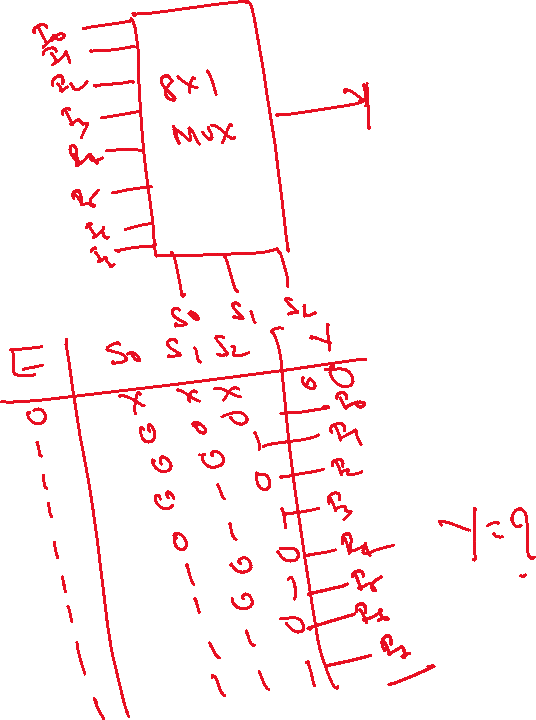 I0
I1
I2
I3
I4
I5
I6
I7
8X1
MUX
Y
S0 S1 S2
E S0 S1 S2 Y
0 X X X 0
1 0 0 0 I0
1 0 0 1 I1
1 0 1 0 I2
1 0 1 1 I3
1 1 0 0 I4
1 1 0 1 I5
1 1 1 0 I6
1 1 1 1 I7
Y=?